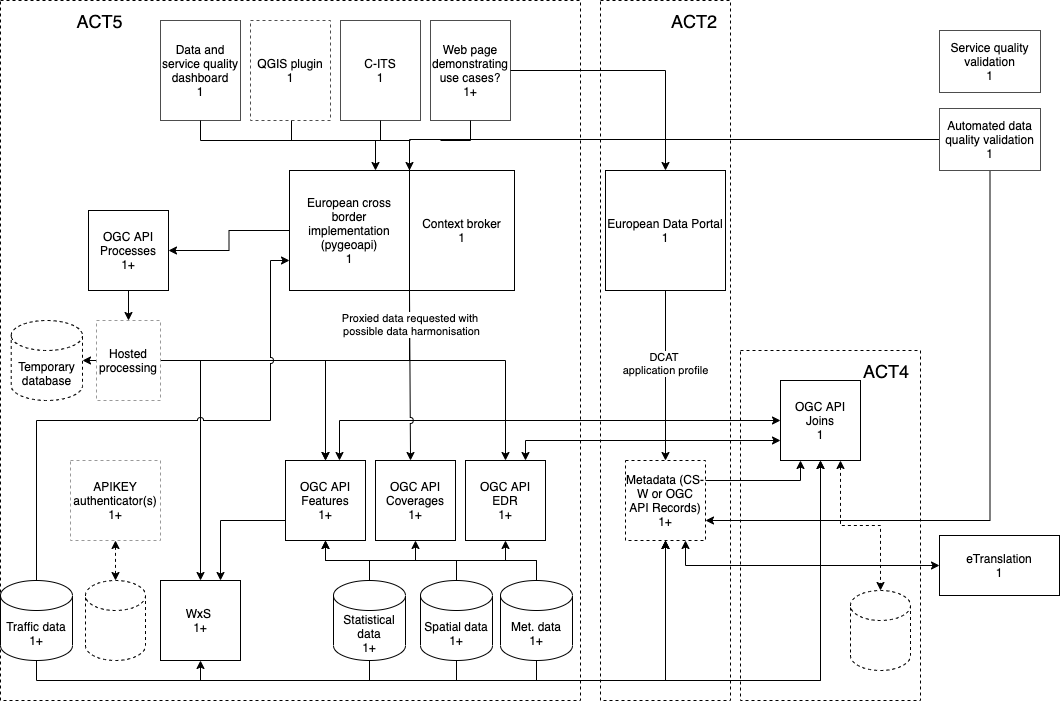 ACT5
ACT2
Data and
service quality
dashboard
1
QGIS plugin
1
C-ITS
1
Web page
demonstrating
use cases?
1+
Service quality
validation
1
Automated data
quality validation
1
European cross
border
implementation
(pygeoapi)
1
Context broker
1
European Data Portal
1
OGC API
Processes
1+
Proxied data requested with
possible data harmonisation
Temporary
database
Hosted
processing
DCAT
application profile
ACT4
OGC API
Joins
1
APIKEY
authenticator(s)
1+
OGC API
Features
1+
OGC API
Coverages
1+
OGC API
EDR
1+
Metadata (CS-
W or OGC
API Records)
1+
eTranslation
1
Traffic data
1+
WxS
1+
Statistical
data
1+
Spatial data
1+
Met. data
1+